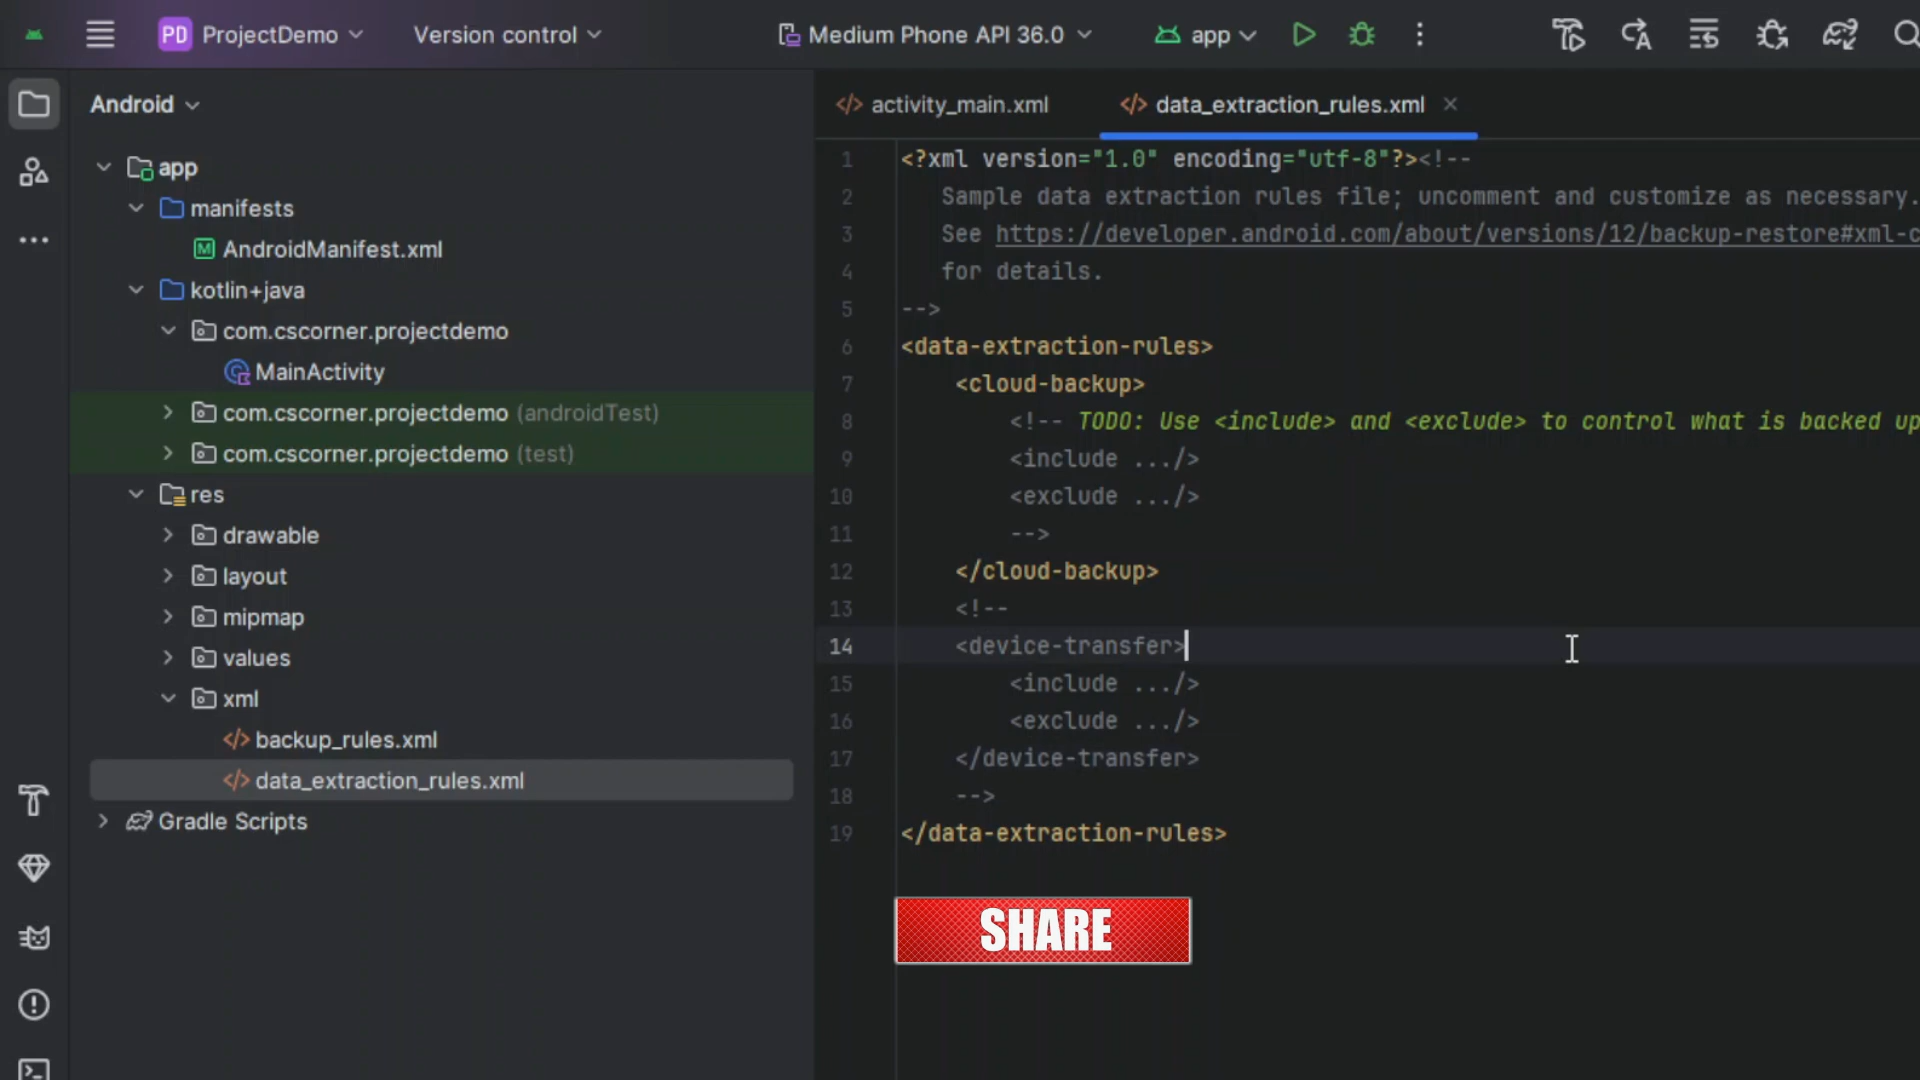 PD ProjectDemo Version control Medium Phone API 36.0 app
Android
app
manifests
M AndroidManifest.xml
kotlin+java
com.cscorner.projectdemo
MainActivity
com.cscorner.projectdemo (androidTest)
com.cscorner.projectdemo (test)
res
drawable
layout
mipmap
values
xml
</> backup_rules.xml
</> data_extraction_rules.xml
Gradle Scripts
</> activity_main.xml </> data_extraction_rules.xml
1 <?xml version="1.0" encoding="utf-8"?><!--
2 Sample data extraction rules file; uncomment and customize as necessary.
3 See https://developer.android.com/about/versions/12/backup-restore#xml-c
4 for details.
5 -->
6 <data-extraction-rules>
7 <cloud-backup>
8 <!-- TODO: Use <include> and <exclude> to control what is backed up
9 <include .../>
10 <exclude .../>
11 -->
12 </cloud-backup>
13 <!--
14 <device-transfer>
15 <include .../>
16 <exclude .../>
17 </device-transfer>
18 -->
19 </data-extraction-rules>
SHARE